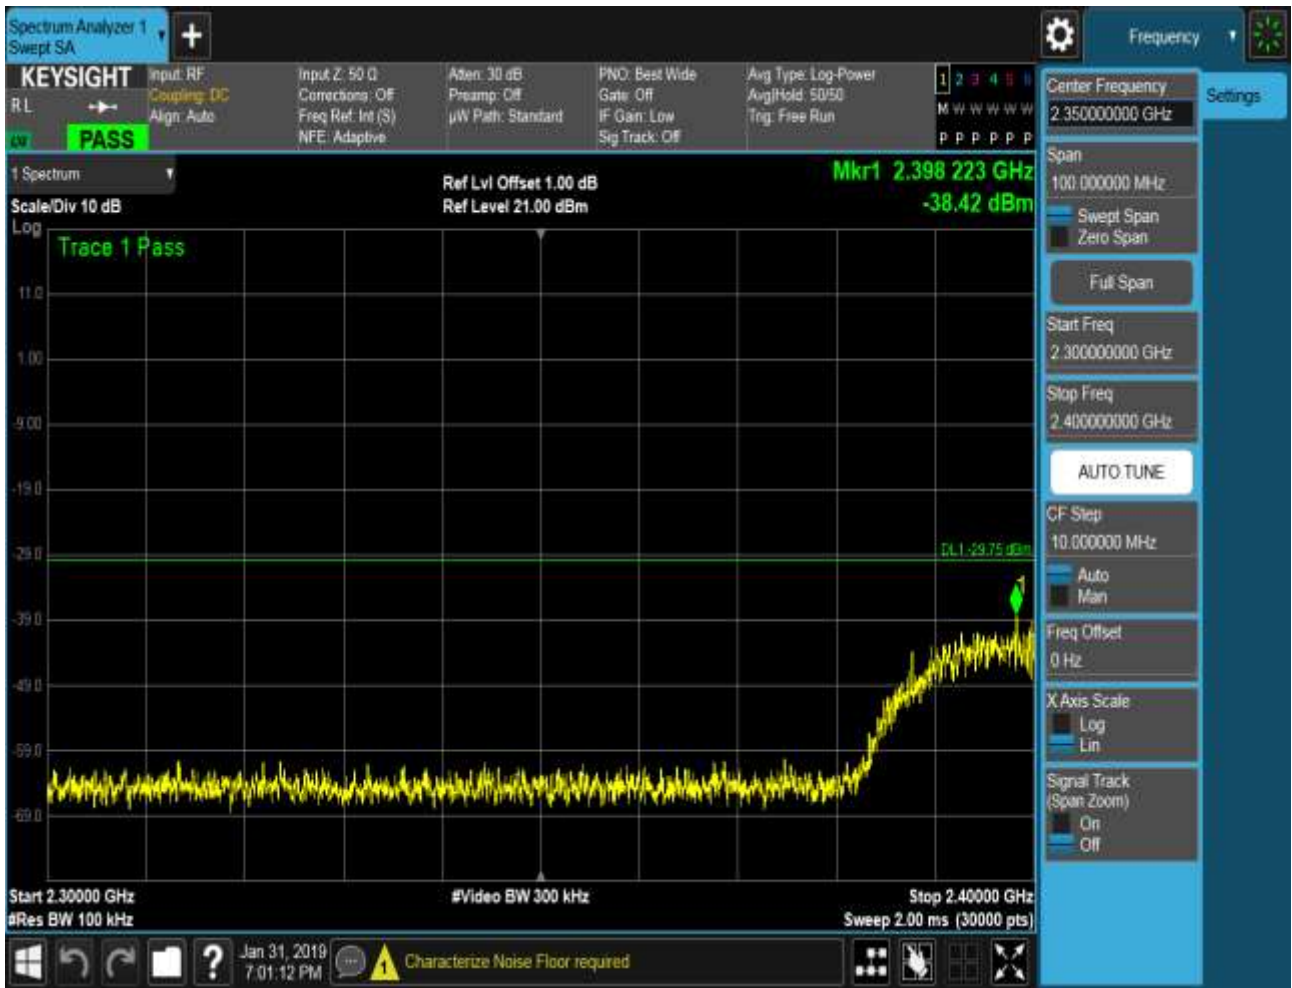 Spectrum Analyzer 1
Swept SA
+
Frequency
KEYSIGHT
R L
PASS
Input: RF
Coupling: DC
Align: Auto
Input Z: 50 Ω
Corrections: Off
Freq Ref: Int (S)
NFE: Adaptive
Atten: 30 dB
Preamp: Off
µW Path: Standard
PNO: Best Wide
Gate: Off
IF Gain: Low
Sig Track: Off
Avg Type: Log-Power
Avg|Hold: 50/50
Trig: Free Run
1 2 3 4 5 6
M W W W W W
P P P P P P
Center Frequency
2.350000000 GHz
Settings
1 Spectrum
Scale/Div 10 dB
Ref Lvl Offset 1.00 dB
Ref Level 21.00 dBm
Mkr1 2.398 223 GHz
-38.42 dBm
Span
100.000000 MHz
Swept Span
Zero Span
Full Span
Log
Trace 1 Pass
11.0
1.00
-9.00
-19.0
-29.0
-39.0
-49.0
-59.0
-69.0
DL1 -29.75 dBm
1
Start Freq
2.300000000 GHz
Stop Freq
2.400000000 GHz
AUTO TUNE
CF Step
10.000000 MHz
Auto
Man
Freq Offset
0 Hz
X Axis Scale
Log
Lin
Signal Track
(Span Zoom)
On
Off
Start 2.30000 GHz
#Res BW 100 kHz
#Video BW 300 kHz
Stop 2.40000 GHz
Sweep 2.00 ms (30000 pts)
?
Jan 31, 2019
7:01:12 PM
1
Characterize Noise Floor required